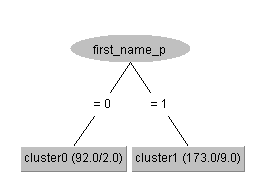 first_name_p
= 0 = 1
cluster0 (92.0/2.0) cluster1 (173.0/9.0)